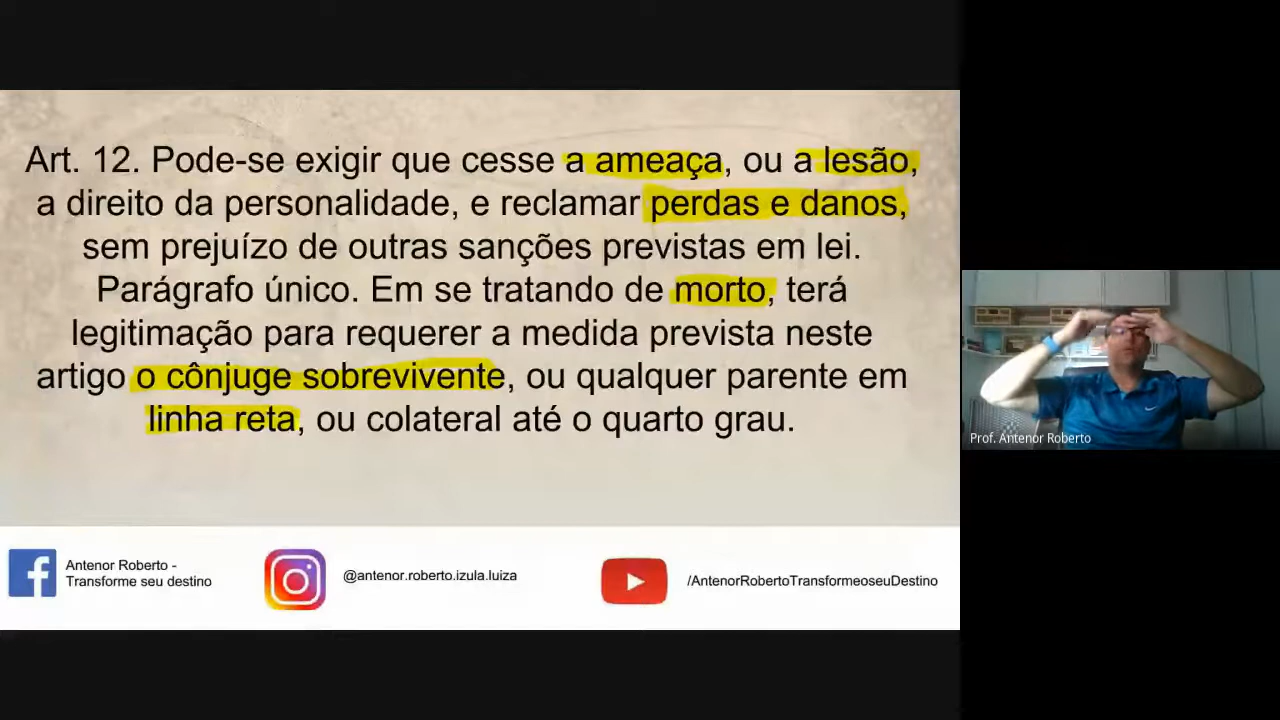 Art. 12. Pode-se exigir que cesse a ameaça, ou a lesão,
a direito da personalidade, e reclamar perdas e danos,
sem prejuízo de outras sanções previstas em lei.
Parágrafo único. Em se tratando de morto, terá
legitimação para requerer a medida prevista neste
artigo o cônjuge sobrevivente, ou qualquer parente em
linha reta, ou colateral até o quarto grau.
Antenor Roberto -
Transforme seu destino
@antenor.roberto.izula.luiza
/AntenorRobertoTransformeoseuDestino
Prof. Antenor Roberto